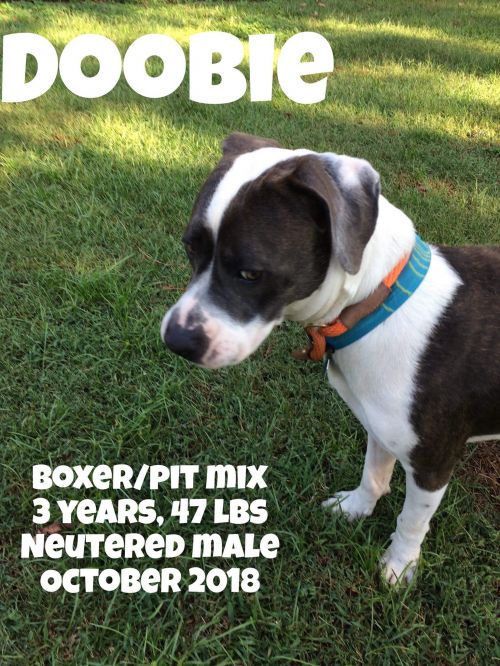 DOOBIE
BOXER/PIT MIX
3 YEARS, 47 LBS
NEUTERED MALE
OCTOBER 2018